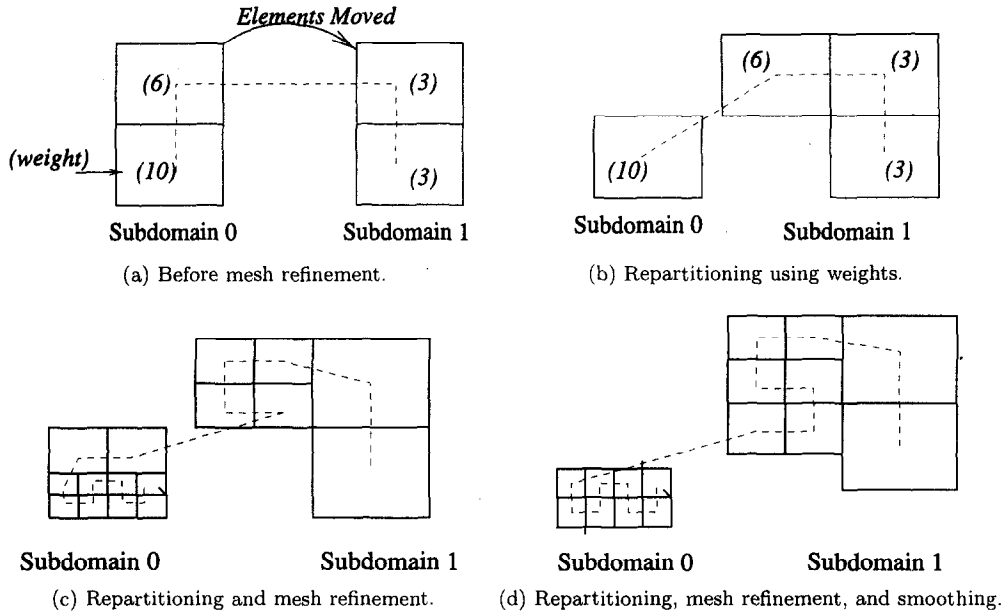 Elements Moved
(6) (3)
(weight) (10) (3)
Subdomain 0 Subdomain 1
(a) Before mesh refinement.
(6) (3)
(10) (3)
Subdomain 0 Subdomain 1
(b) Repartitioning using weights.
Subdomain 0 Subdomain 1
(c) Repartitioning and mesh refinement.
Subdomain 0 Subdomain 1
(d) Repartitioning, mesh refinement, and smoothing.